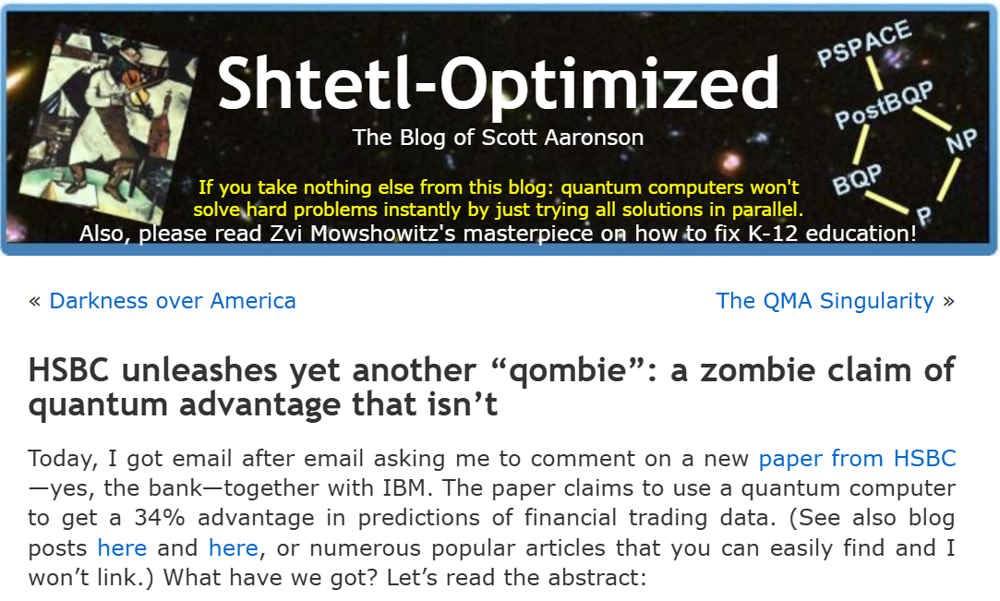 Shtetl-Optimized
The Blog of Scott Aaronson
If you take nothing else from this blog: quantum computers won't
solve hard problems instantly by just trying all solutions in parallel.
Also, please read Zvi Mowshowitz's masterpiece on how to fix K-12 education!
PSPACE
PostBQP
NP
BQP
P
« Darkness over America
The QMA Singularity »
HSBC unleashes yet another “qombie”: a zombie claim of
quantum advantage that isn’t
Today, I got email after email asking me to comment on a new paper from HSBC
—yes, the bank—together with IBM. The paper claims to use a quantum computer
to get a 34% advantage in predictions of financial trading data. (See also blog
posts here and here, or numerous popular articles that you can easily find and I
won’t link.) What have we got? Let’s read the abstract: